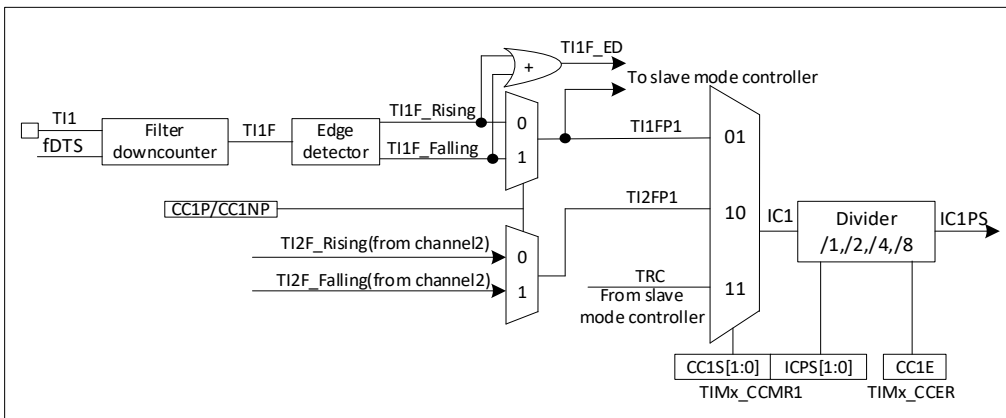 TI1F_ED
+
To slave mode controller
TI1
fDTS
Filter
downcounter
TI1F
Edge
detector
TI1F_Rising
TI1F_Falling
0
1
TI1FP1
01
CC1P/CC1NP
TI2FP1
10
IC1
Divider
/1,/2,/4,/8
IC1PS
TI2F_Rising(from channel2)
TI2F_Falling(from channel2)
0
1
TRC
From slave
mode controller
11
CC1S[1:0]
ICPS[1:0]
CC1E
TIMx_CCMR1
TIMx_CCER